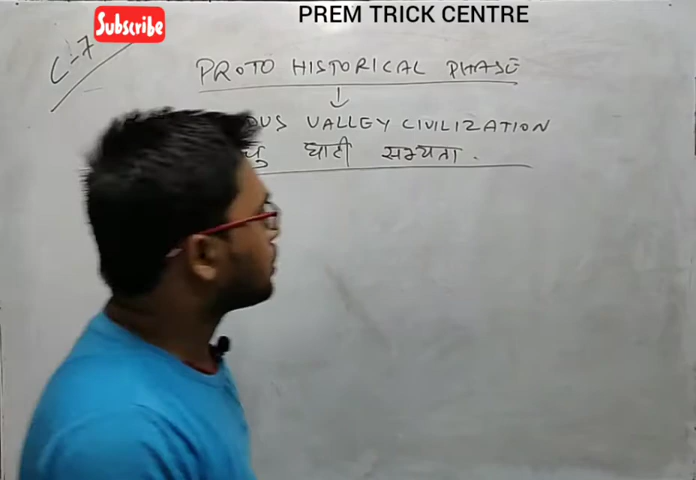 PREM TRICK CENTRE
Subscribe
C-7
PROTO HISTORICAL PHASE
VALLEY CIVILIZATION
घाटी सभ्यता.